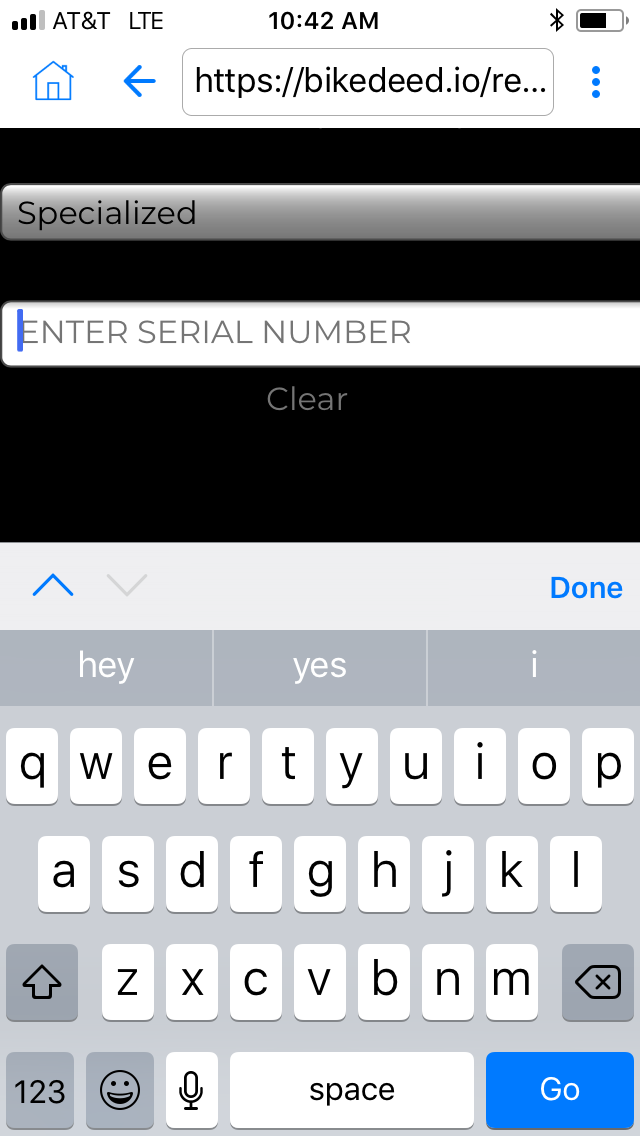 AT&T LTE 10:42 AM
https://bikedeed.io/re...
Specialized
ENTER SERIAL NUMBER
Clear
Done
hey yes i
q w e r t y u i o p
a s d f g h j k l
z x c v b n m
123 space Go